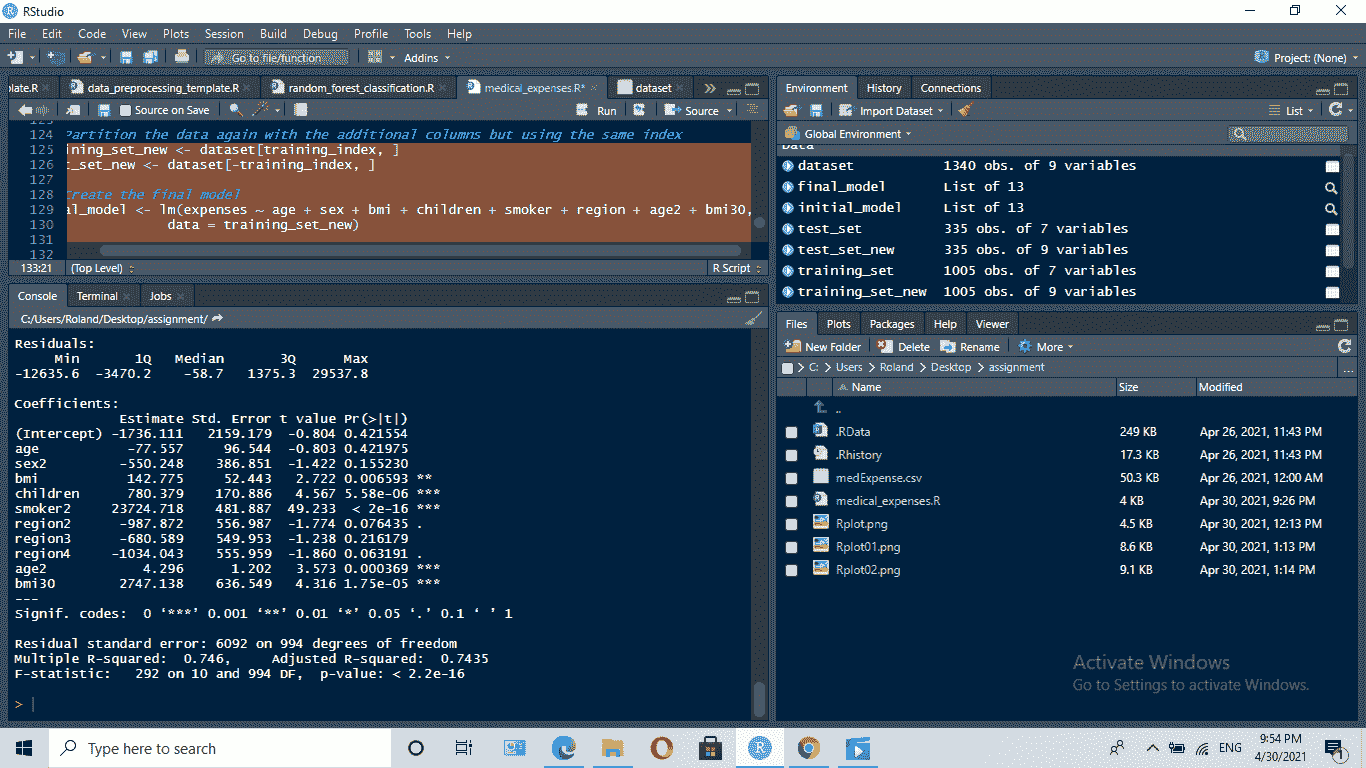 RStudio
File Edit Code View Plots Session Build Debug Profile Tools Help
Go to file/function Addins Project: (None)
late.R data_preprocessing_template.R random_forest_classification.R medical_expenses.R* dataset
Source on Save Run Source
124 Partition the data again with the additional columns but using the same index
125 ining_set_new <- dataset[training_index, ]
126 t_set_new <- dataset[-training_index, ]
127
128 Create the final model
129 al_model <- lm(expenses ~ age + sex + bmi + children + smoker + region + age2 + bmi30,
130 data = training_set_new)
131
132
133:21 (Top Level) R Script
Console Terminal Jobs
C:/Users/Roland/Desktop/assignment/
Residuals:
Min 1Q Median 3Q Max
-12635.6 -3470.2 -58.7 1375.3 29537.8
Coefficients:
Estimate Std. Error t value Pr(>|t|)
(Intercept) -1736.111 2159.179 -0.804 0.421554
age -77.557 96.544 -0.803 0.421975
sex2 -550.248 386.851 -1.422 0.155230
bmi 142.775 52.443 2.722 0.006593 **
children 780.379 170.886 4.567 5.58e-06 ***
smoker2 23724.718 481.887 49.233 < 2e-16 ***
region2 -987.872 556.987 -1.774 0.076435 .
region3 -680.589 549.953 -1.238 0.216179
region4 -1034.043 555.959 -1.860 0.063191 .
age2 4.296 1.202 3.573 0.000369 ***
bmi30 2747.138 636.549 4.316 1.75e-05 ***
---
Signif. codes: 0 ‘***’ 0.001 ‘**’ 0.01 ‘*’ 0.05 ‘.’ 0.1 ‘ ’ 1
Residual standard error: 6092 on 994 degrees of freedom
Multiple R-squared: 0.746, Adjusted R-squared: 0.7435
F-statistic: 292 on 10 and 994 DF, p-value: < 2.2e-16
>
Environment History Connections
Import Dataset List
Global Environment
Data
dataset 1340 obs. of 9 variables
final_model List of 13
initial_model List of 13
test_set 335 obs. of 7 variables
test_set_new 335 obs. of 9 variables
training_set 1005 obs. of 7 variables
training_set_new 1005 obs. of 9 variables
Files Plots Packages Help Viewer
New Folder Delete Rename More
C: > Users > Roland > Desktop > assignment ...
Name Size Modified
..
.RData 249 KB Apr 26, 2021, 11:43 PM
.Rhistory 17.3 KB Apr 26, 2021, 11:43 PM
medExpense.csv 50.3 KB Apr 26, 2021, 12:00 AM
medical_expenses.R 4 KB Apr 30, 2021, 9:26 PM
Rplot.png 4.5 KB Apr 30, 2021, 12:13 PM
Rplot01.png 8.6 KB Apr 30, 2021, 1:13 PM
Rplot02.png 9.1 KB Apr 30, 2021, 1:14 PM
Activate Windows
Go to Settings to activate Windows.
Type here to search
ENG
9:54 PM
4/30/2021
1